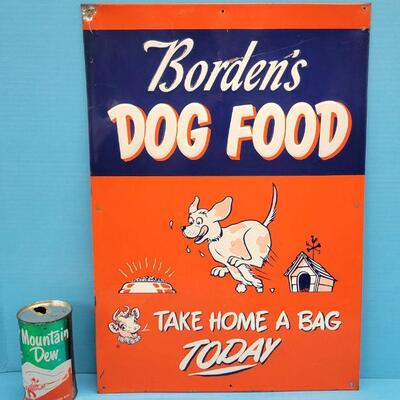 Borden's
DOG FOOD
TAKE HOME A BAG
TODAY
Mountain
Dew